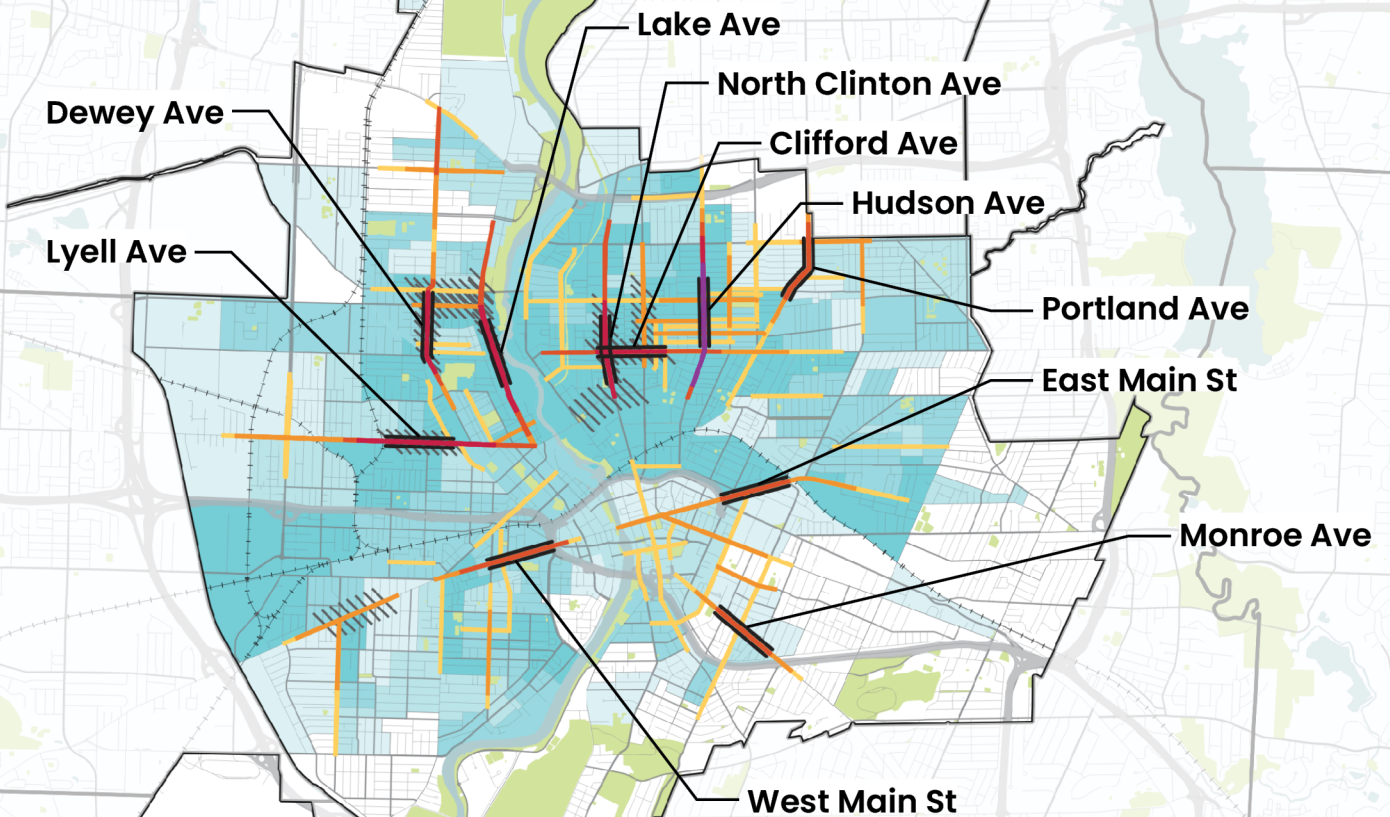 Lake Ave
North Clinton Ave
Dewey Ave
Clifford Ave
Hudson Ave
Lyell Ave
Portland Ave
East Main St
Monroe Ave
West Main St